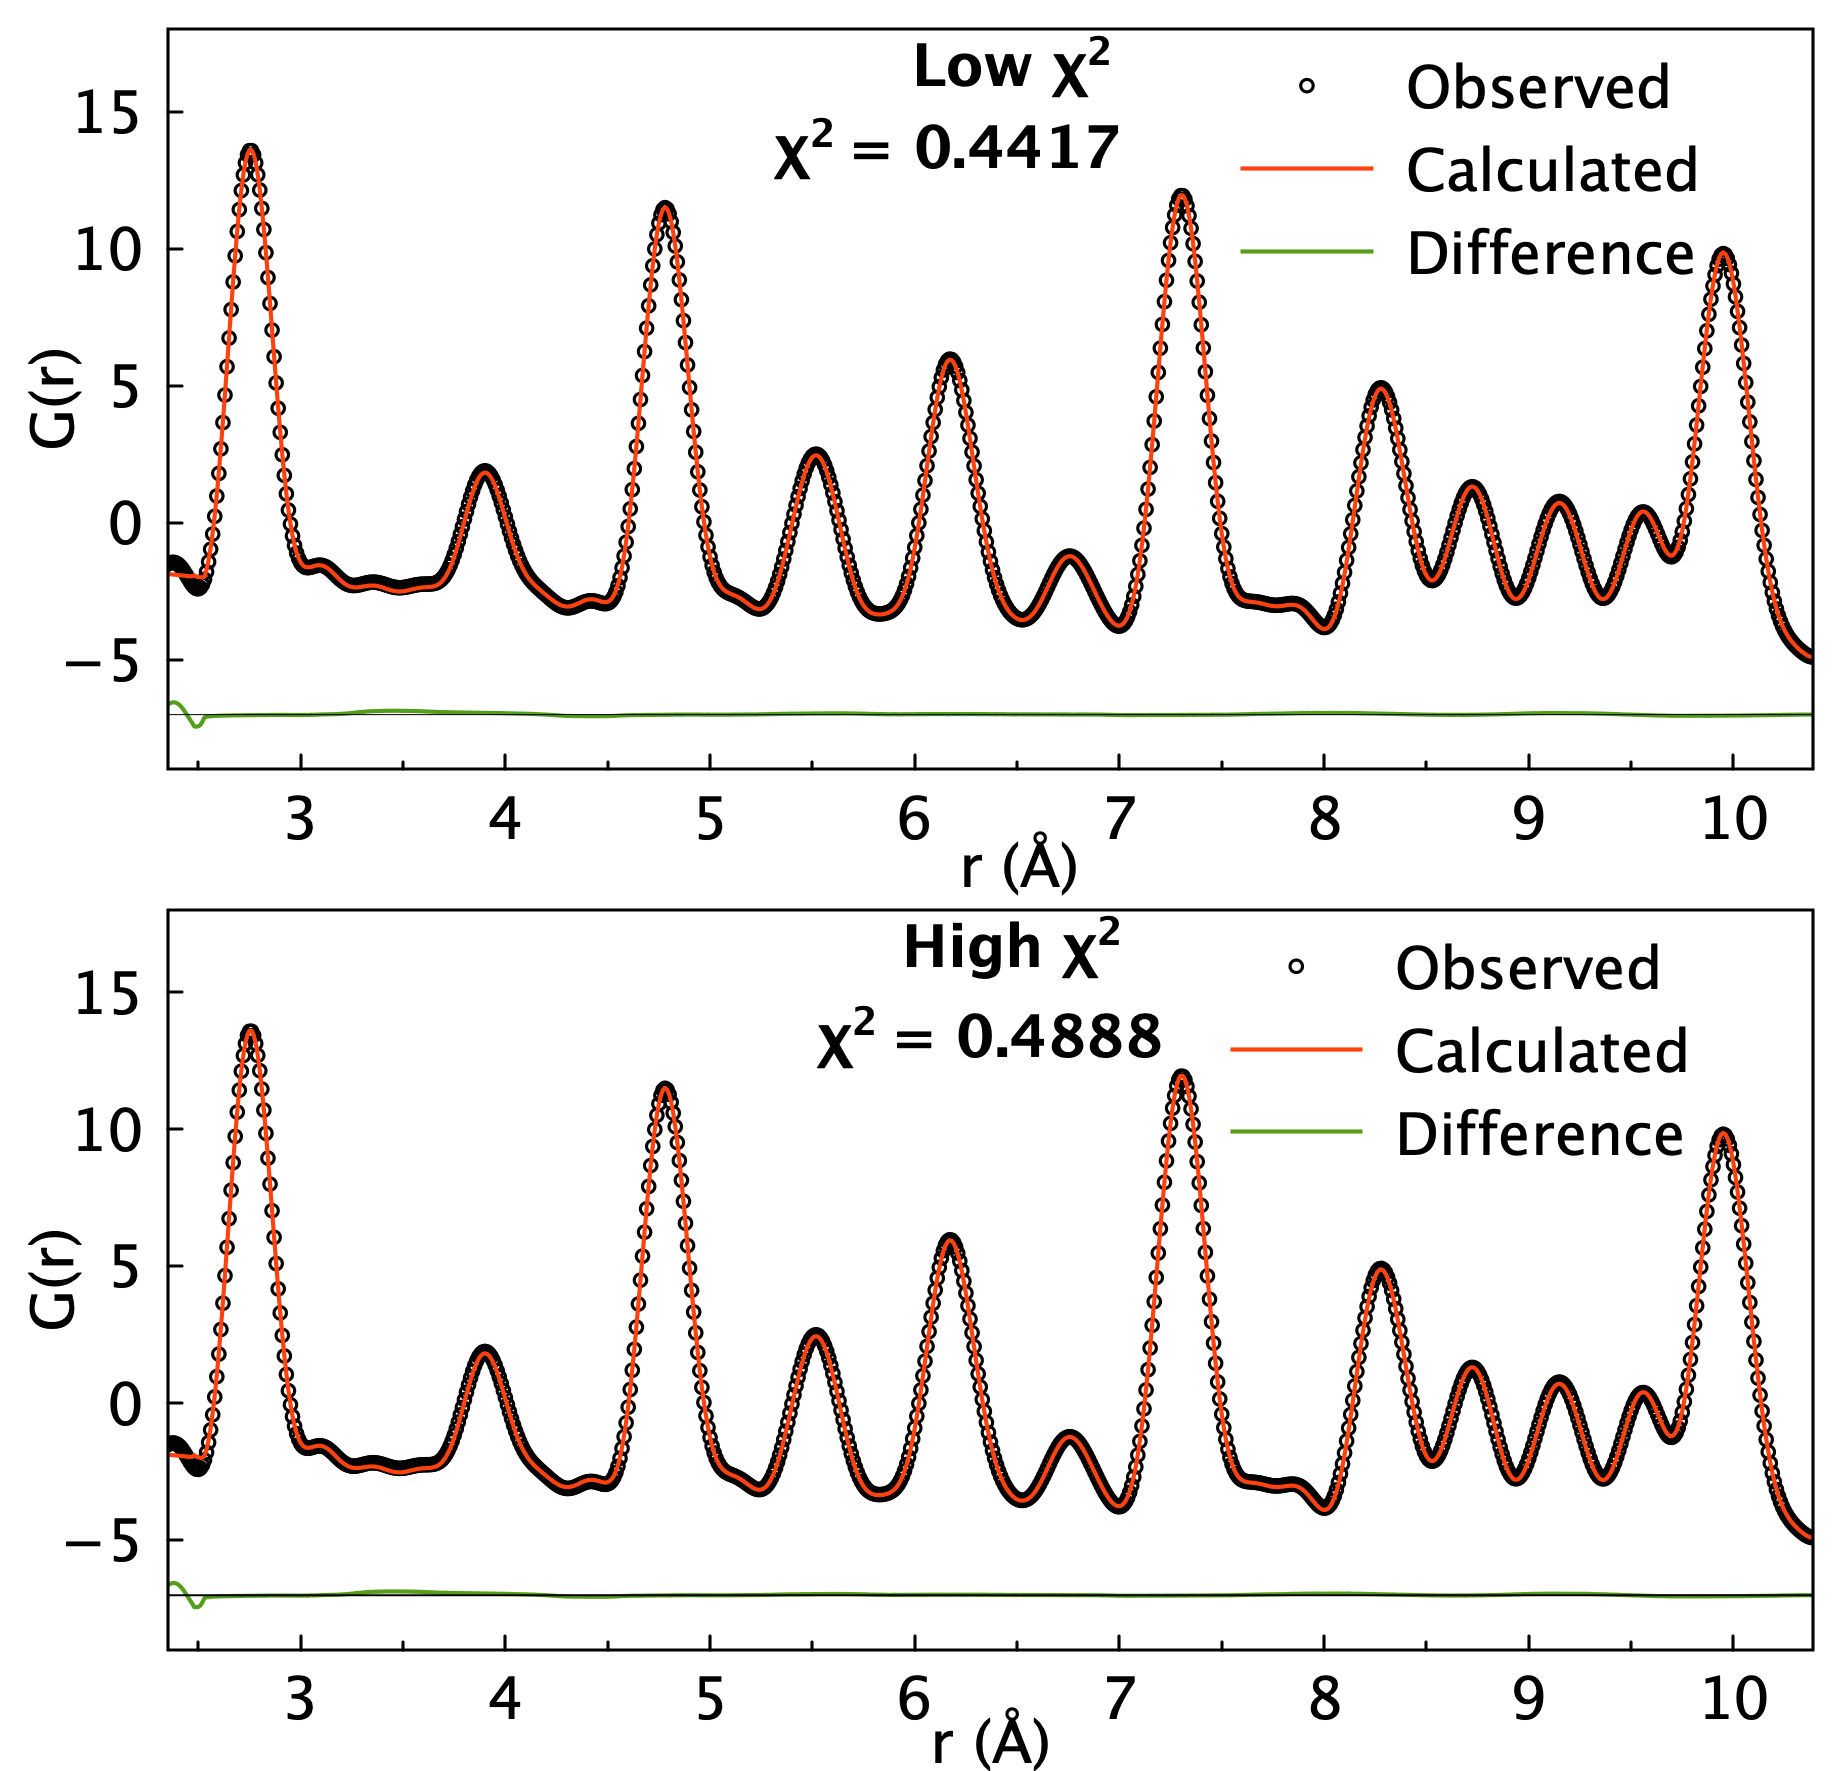 Low χ²
χ² = 0.4417
Observed
Calculated
Difference
15
10
5
0
−5
G(r)
3 4 5 6 7 8 9 10
r (Å)
High χ²
χ² = 0.4888
Observed
Calculated
Difference
15
10
5
0
−5
G(r)
3 4 5 6 7 8 9 10
r (Å)